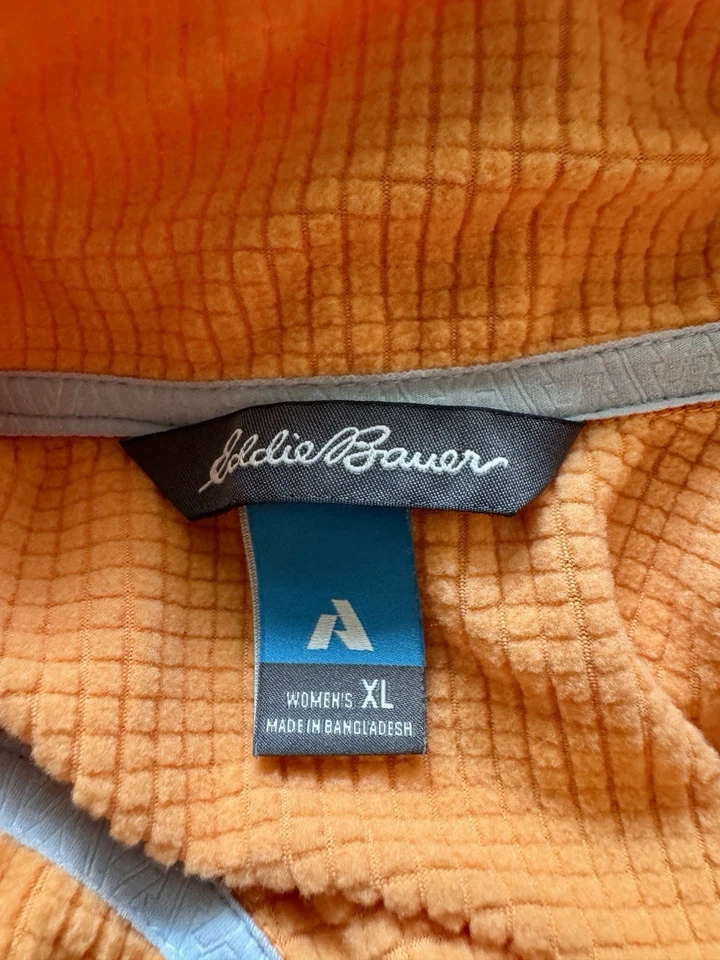 Eddie Bauer
WOMEN'S XL
MADE IN BANGLADESH